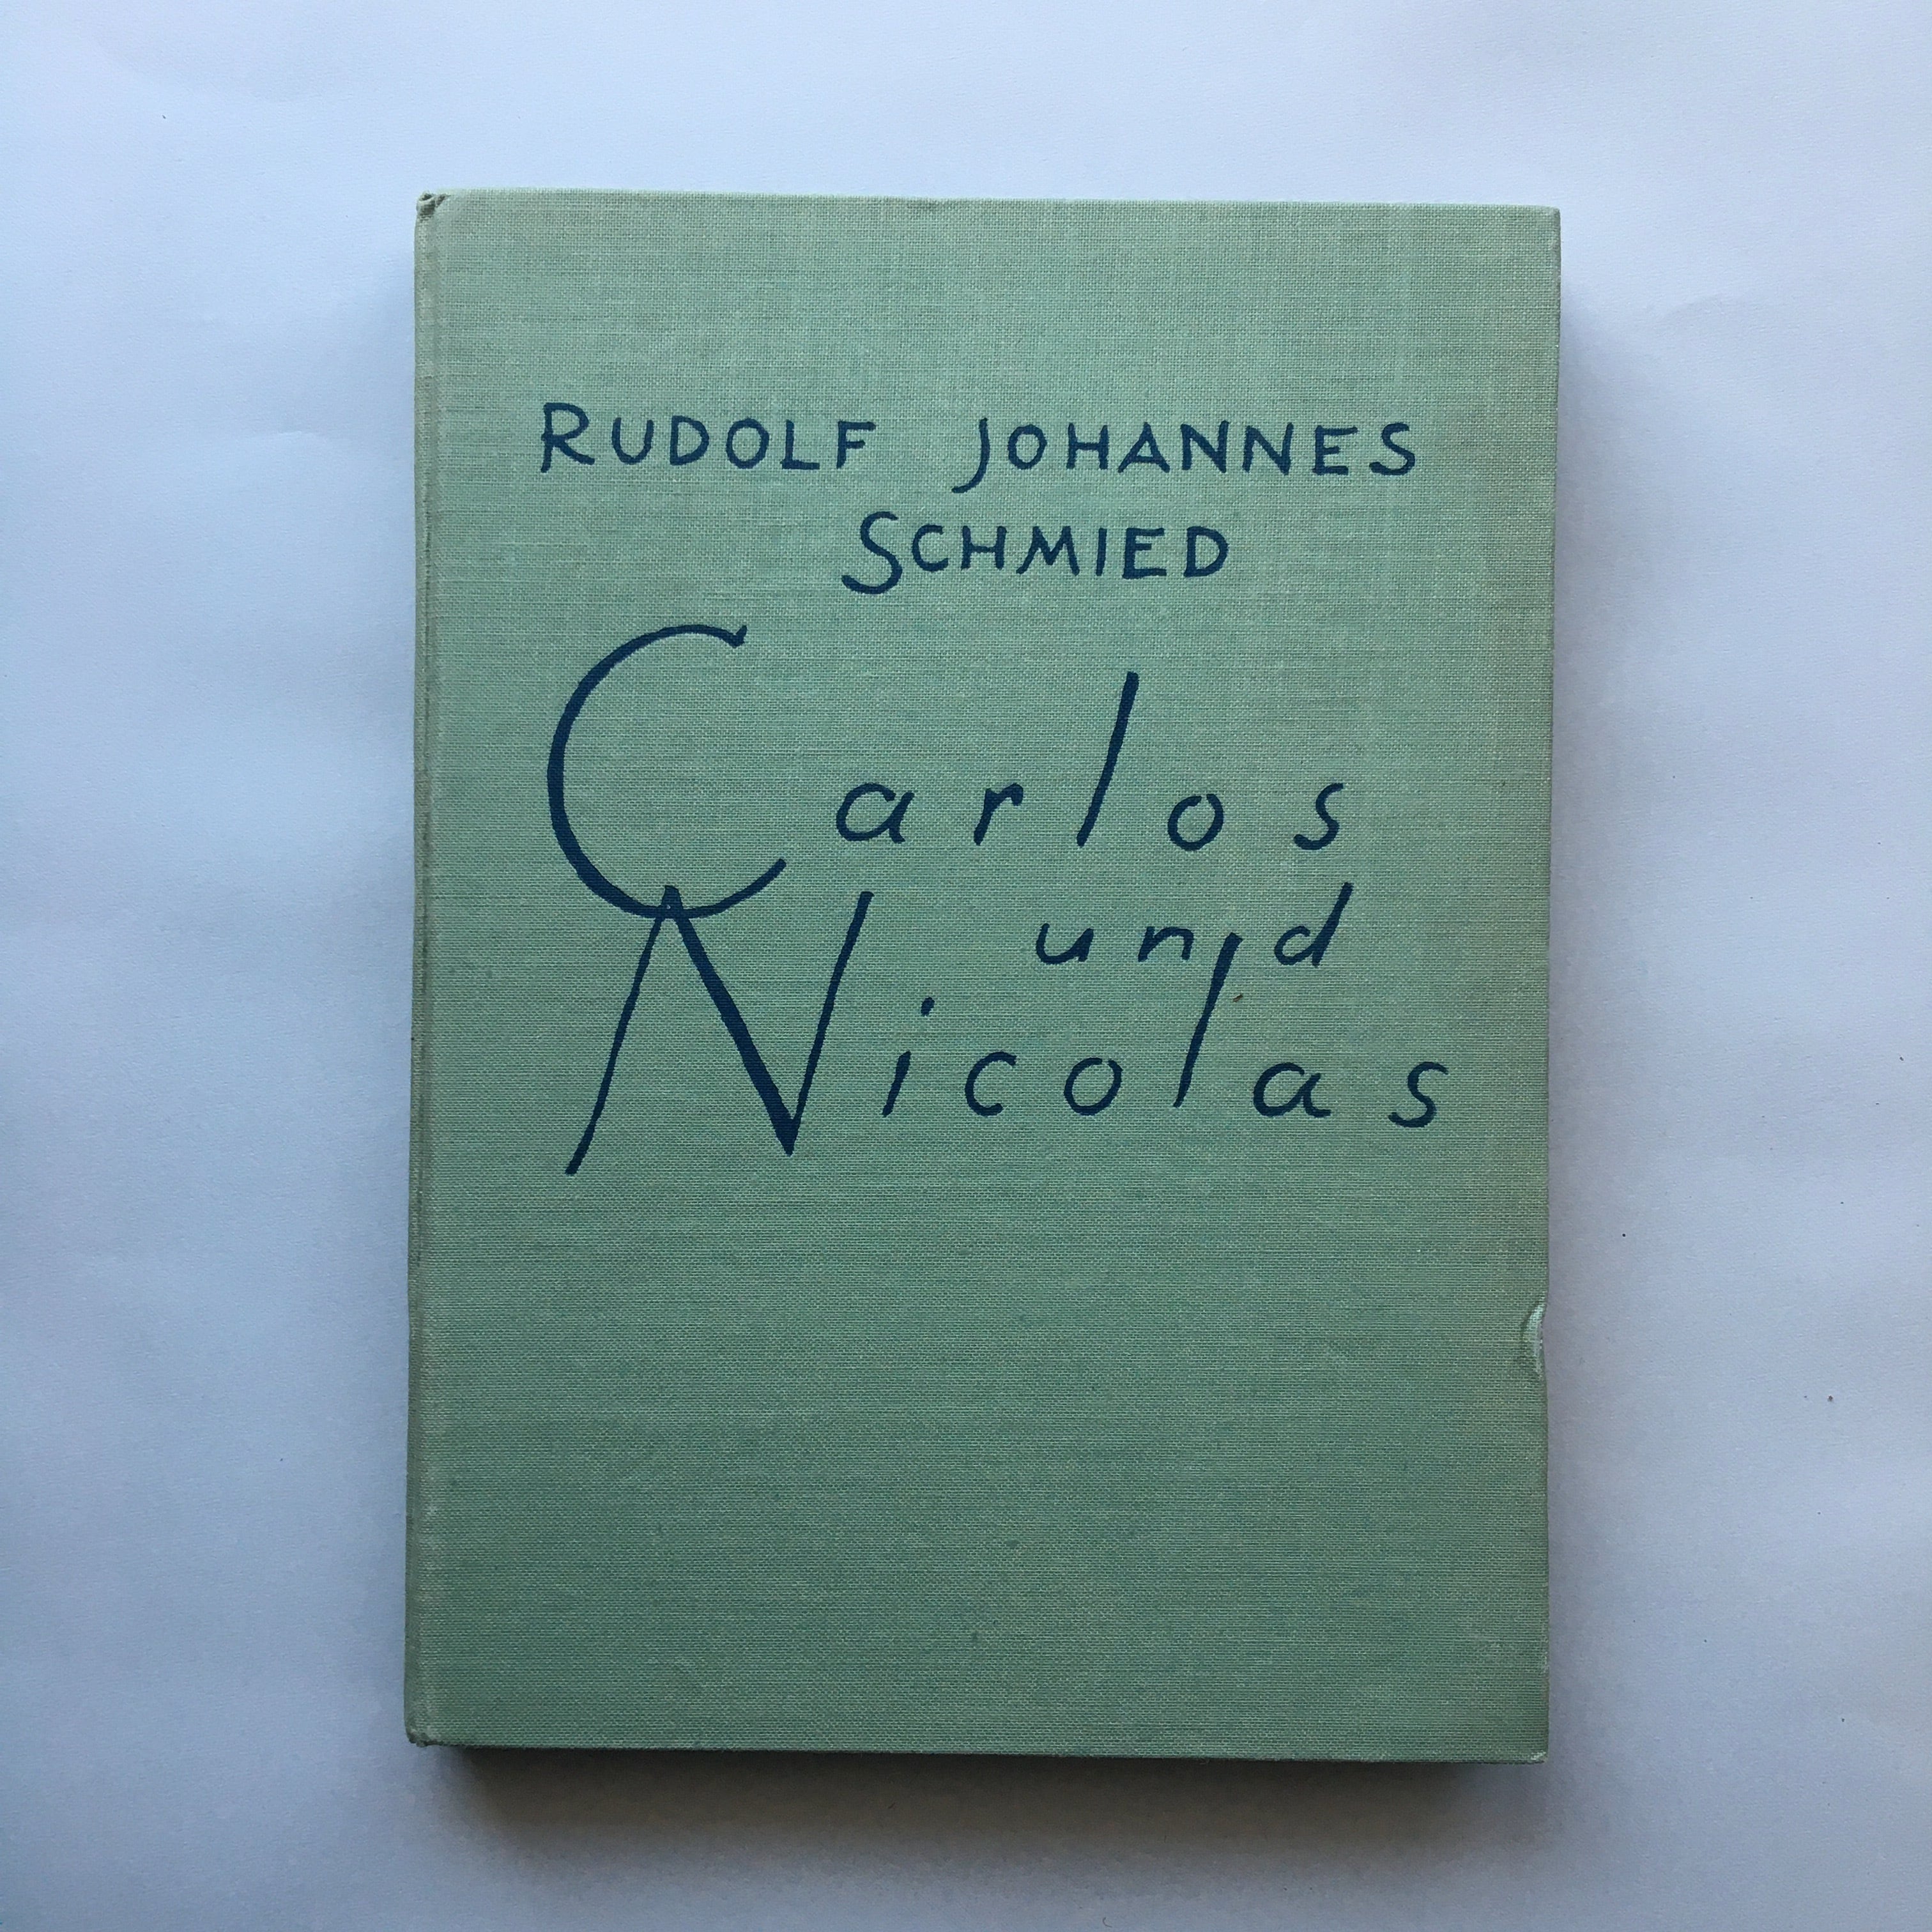 RUDOLF JOHANNES
SCHMIED
Carlos
und
Nicolas